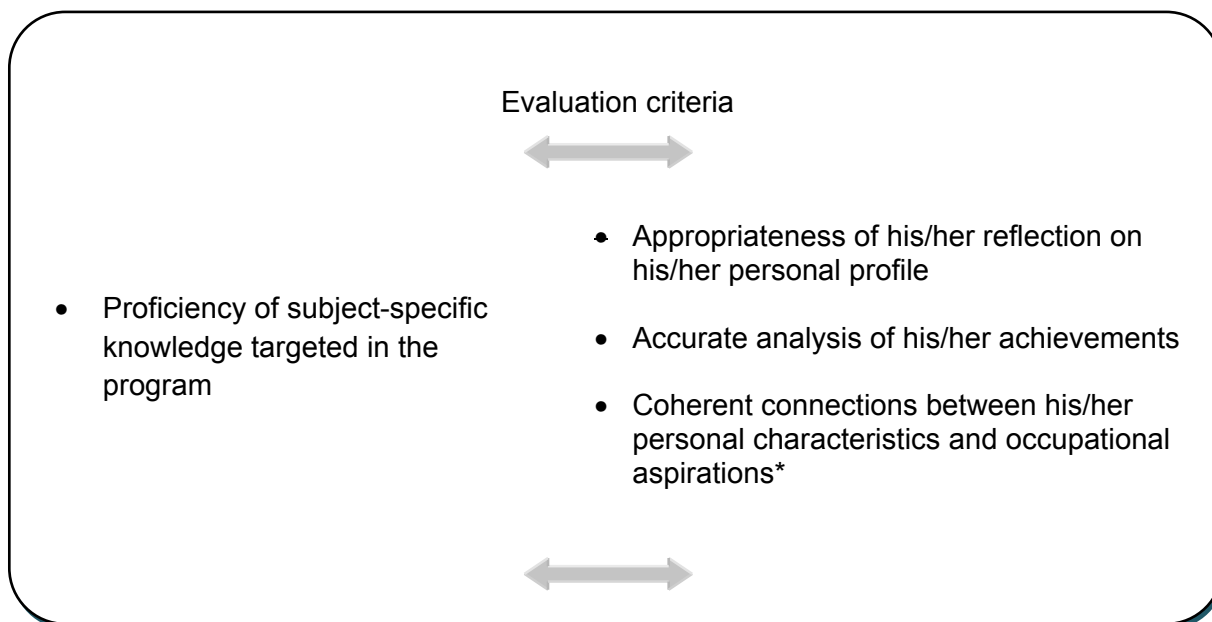 Evaluation criteria
• Proficiency of subject-specific
knowledge targeted in the
program
• Appropriateness of his/her reflection on
his/her personal profile
• Accurate analysis of his/her achievements
• Coherent connections between his/her
personal characteristics and occupational
aspirations*